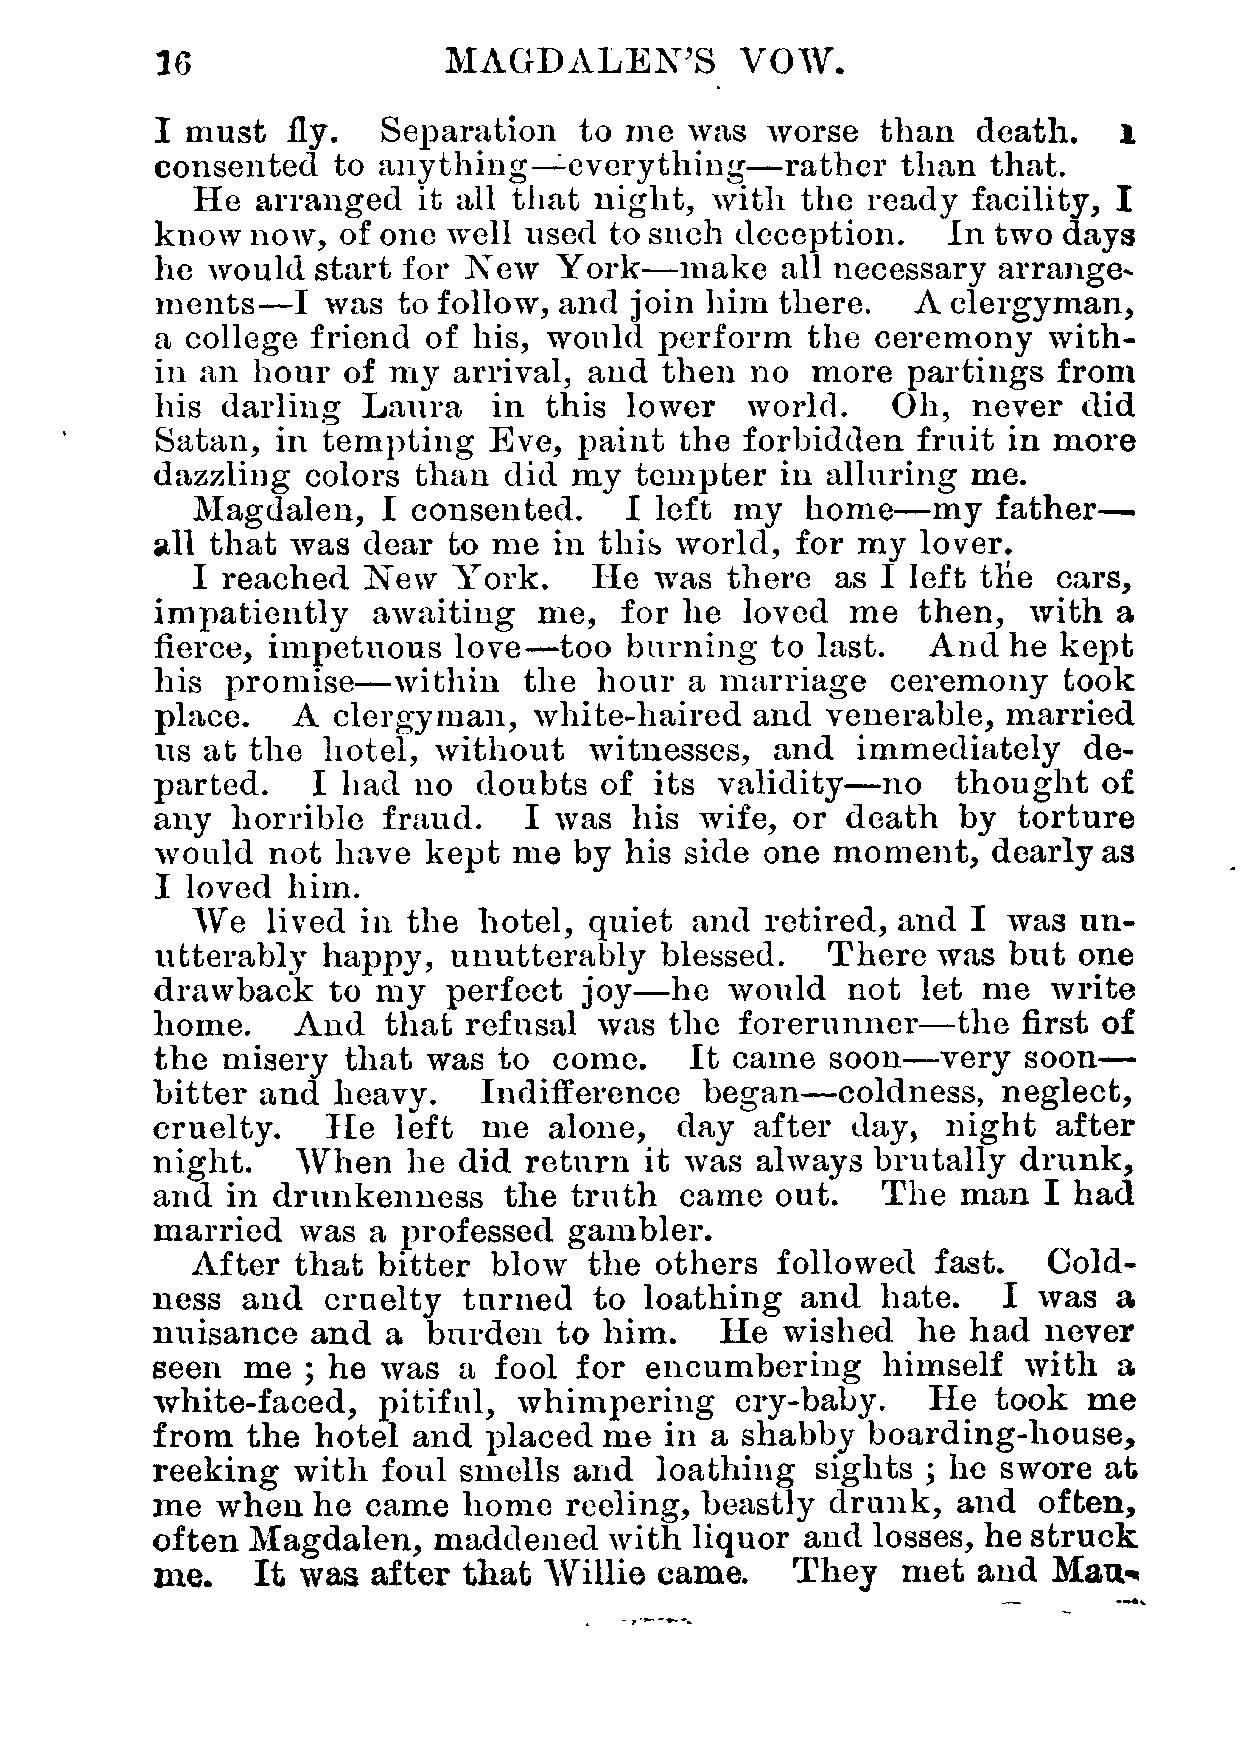 16 MAGDALEN'S VOW.
I must fly. Separation to me was worse than death. I
consented to anything—everything—rather than that.
He arranged it all that night, with the ready facility, I
know now, of one well used to such deception. In two days
he would start for New York—make all necessary arrange-
ments—I was to follow, and join him there. A clergyman,
a college friend of his, would perform the ceremony with-
in an hour of my arrival, and then no more partings from
his darling Laura in this lower world. Oh, never did
Satan, in tempting Eve, paint the forbidden fruit in more
dazzling colors than did my tempter in alluring me.
Magdalen, I consented. I left my home—my father—
all that was dear to me in this world, for my lover.
I reached New York. He was there as I left the cars,
impatiently awaiting me, for he loved me then, with a
fierce, impetuous love—too burning to last. And he kept
his promise—within the hour a marriage ceremony took
place. A clergyman, white-haired and venerable, married
us at the hotel, without witnesses, and immediately de-
parted. I had no doubts of its validity—no thought of
any horrible fraud. I was his wife, or death by torture
would not have kept me by his side one moment, dearly as
I loved him.
We lived in the hotel, quiet and retired, and I was un-
utterably happy, unutterably blessed. There was but one
drawback to my perfect joy—he would not let me write
home. And that refusal was the forerunner—the first of
the misery that was to come. It came soon—very soon—
bitter and heavy. Indifference began—coldness, neglect,
cruelty. He left me alone, day after day, night after
night. When he did return it was always brutally drunk,
and in drunkenness the truth came out. The man I had
married was a professed gambler.
After that bitter blow the others followed fast. Cold-
ness and cruelty turned to loathing and hate. I was a
nuisance and a burden to him. He wished he had never
seen me ; he was a fool for encumbering himself with a
white-faced, pitiful, whimpering cry-baby. He took me
from the hotel and placed me in a shabby boarding-house,
reeking with foul smells and loathing sights ; he swore at
me when he came home reeling, beastly drunk, and often,
often Magdalen, maddened with liquor and losses, he struck
me. It was after that Willie came. They met and Mau-